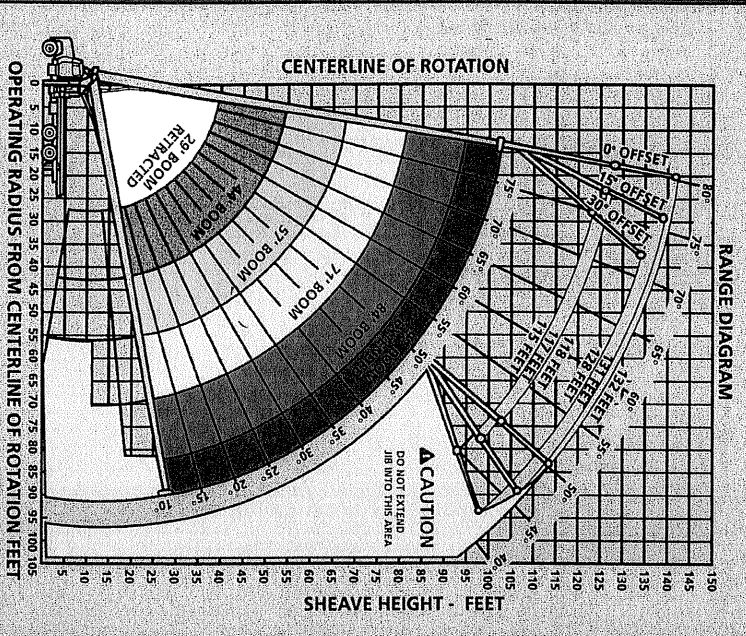 RANGE DIAGRAM
CENTERLINE OF ROTATION
0° OFFSET
15° OFFSET
30° OFFSET
80°
75°
70°
65°
60°
55°
50°
45°
40°
75°
70°
65°
60°
55°
50°
45°
40°
35°
30°
25°
20°
15°
10°
132 FEET
131 FEET
128 FEET
118 FEET
117 FEET
115 FEET
29' BOOM
RETRACTED
44' BOOM
57' BOOM
71' BOOM
84' BOOM
CAUTION
DO NOT EXTEND
JIB INTO THIS AREA
SHEAVE HEIGHT - FEET
150
145
140
135
130
125
120
115
110
105
100
95
90
85
80
75
70
65
60
55
50
45
40
35
30
25
20
15
10
5
0 5 10 15 20 25 30 35 40 45 50 55 60 65 70 75 80 85 90 95 100 105
OPERATING RADIUS FROM CENTERLINE OF ROTATION FEET